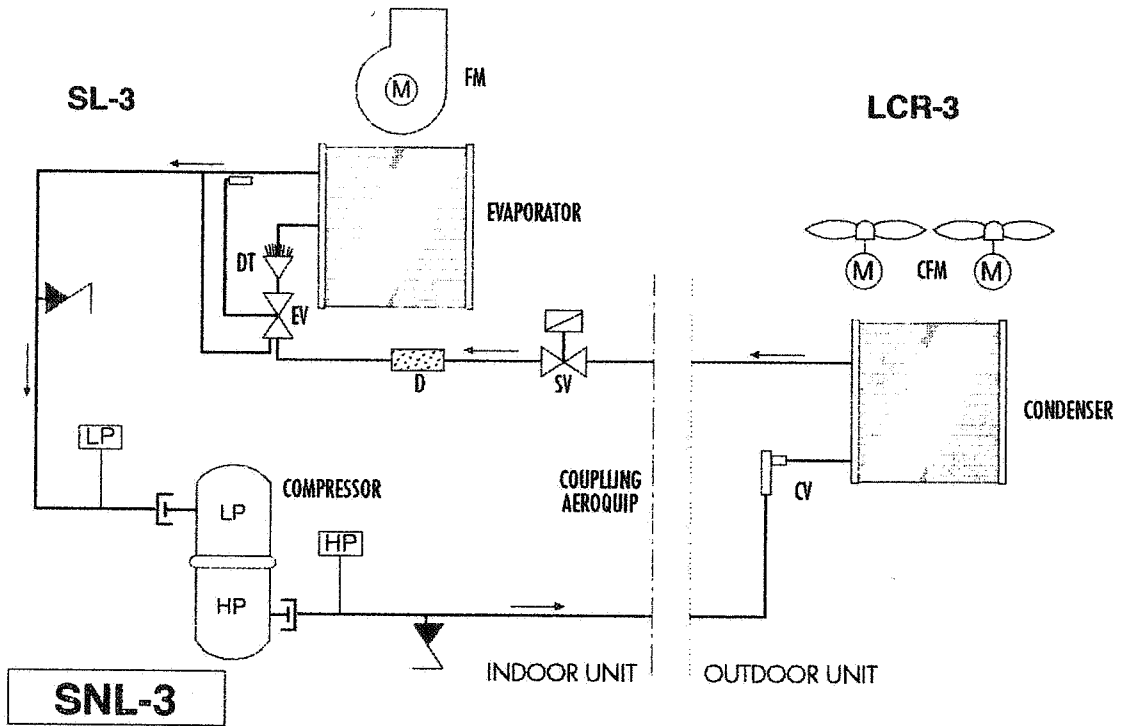 FM
M
SL-3
LCR-3
EVAPORATOR
DT
M
CFM
M
EV
D
SV
CONDENSER
LP
COMPRESSOR
COUPLIJNG
AEROQUIP
CV
LP
HP
HP
INDOOR UNIT
OUTDOOR UNIT
SNL-3